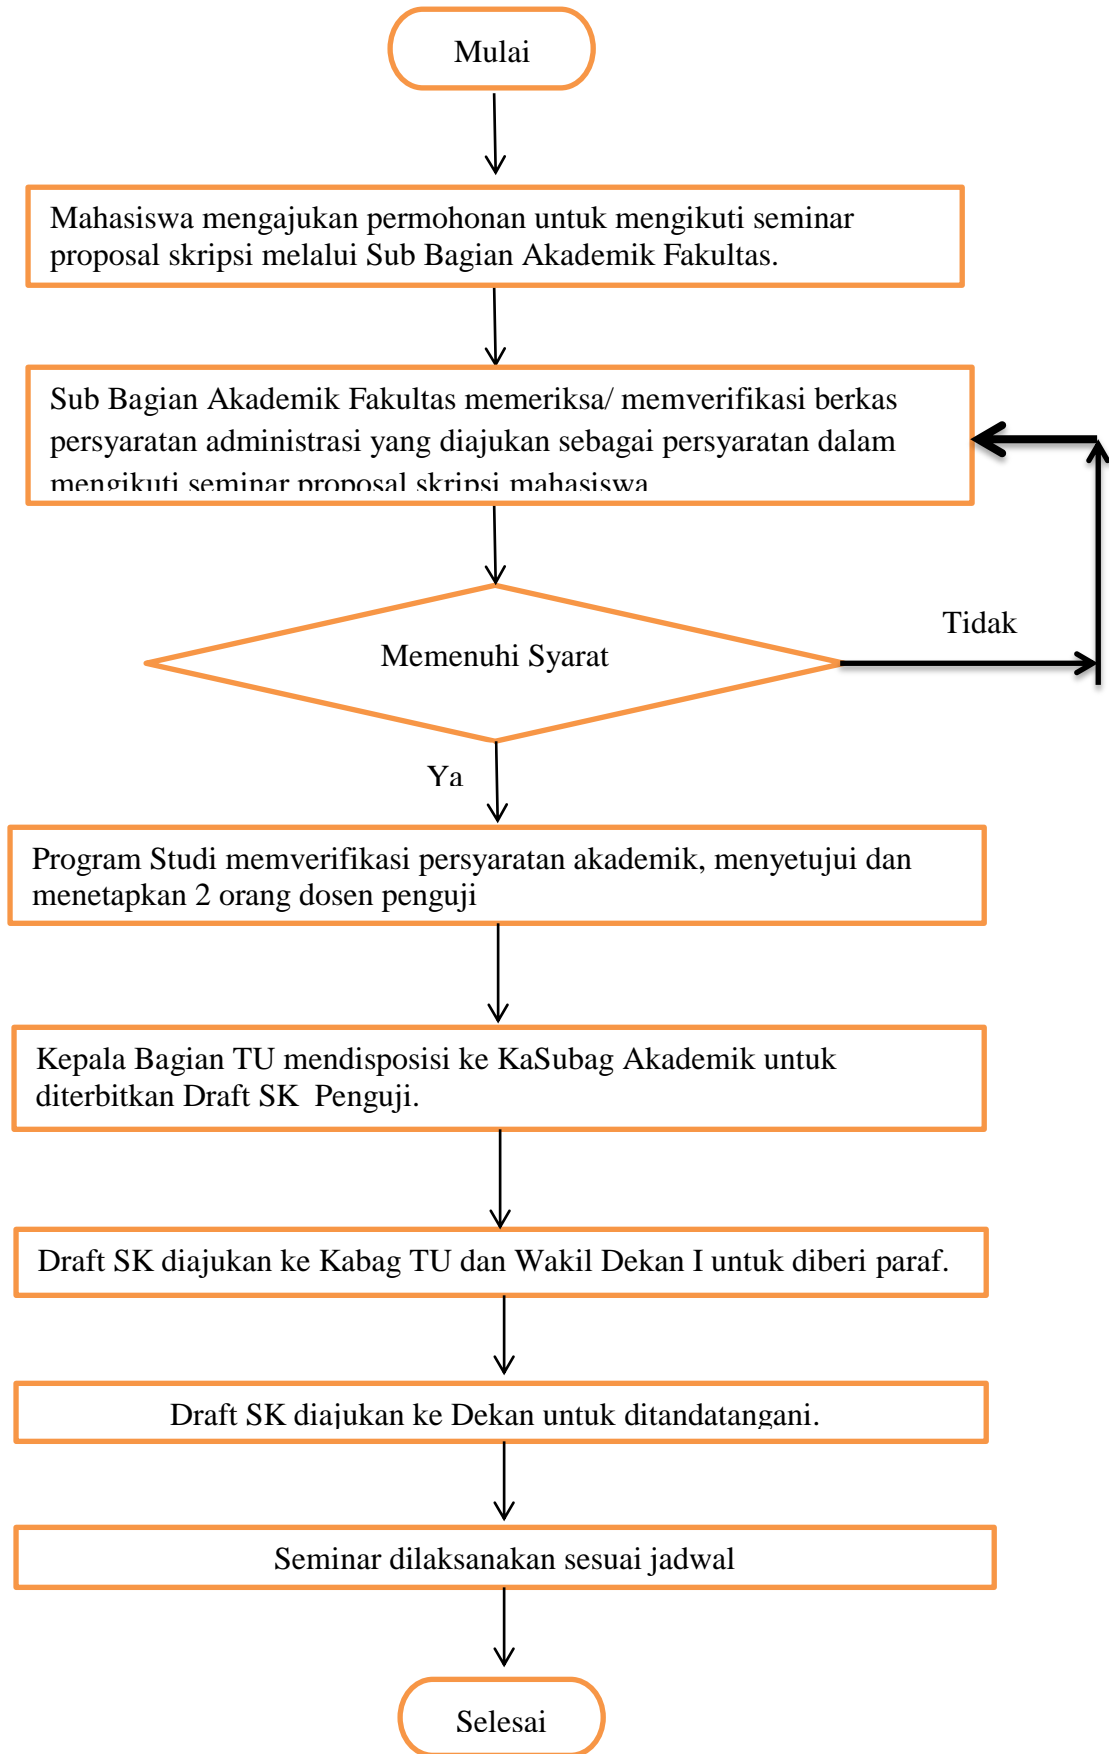 Mulai
Mahasiswa mengajukan permohonan untuk mengikuti seminar
proposal skripsi melalui Sub Bagian Akademik Fakultas.
Sub Bagian Akademik Fakultas memeriksa/ memverifikasi berkas
persyaratan administrasi yang diajukan sebagai persyaratan dalam
mengikuti seminar proposal skripsi mahasiswa
Memenuhi Syarat
Tidak
Ya
Program Studi memverifikasi persyaratan akademik, menyetujui dan
menetapkan 2 orang dosen penguji
Kepala Bagian TU mendisposisi ke KaSubag Akademik untuk
diterbitkan Draft SK  Penguji.
Draft SK diajukan ke Kabag TU dan Wakil Dekan I untuk diberi paraf.
Draft SK diajukan ke Dekan untuk ditandatangani.
Seminar dilaksanakan sesuai jadwal
Selesai